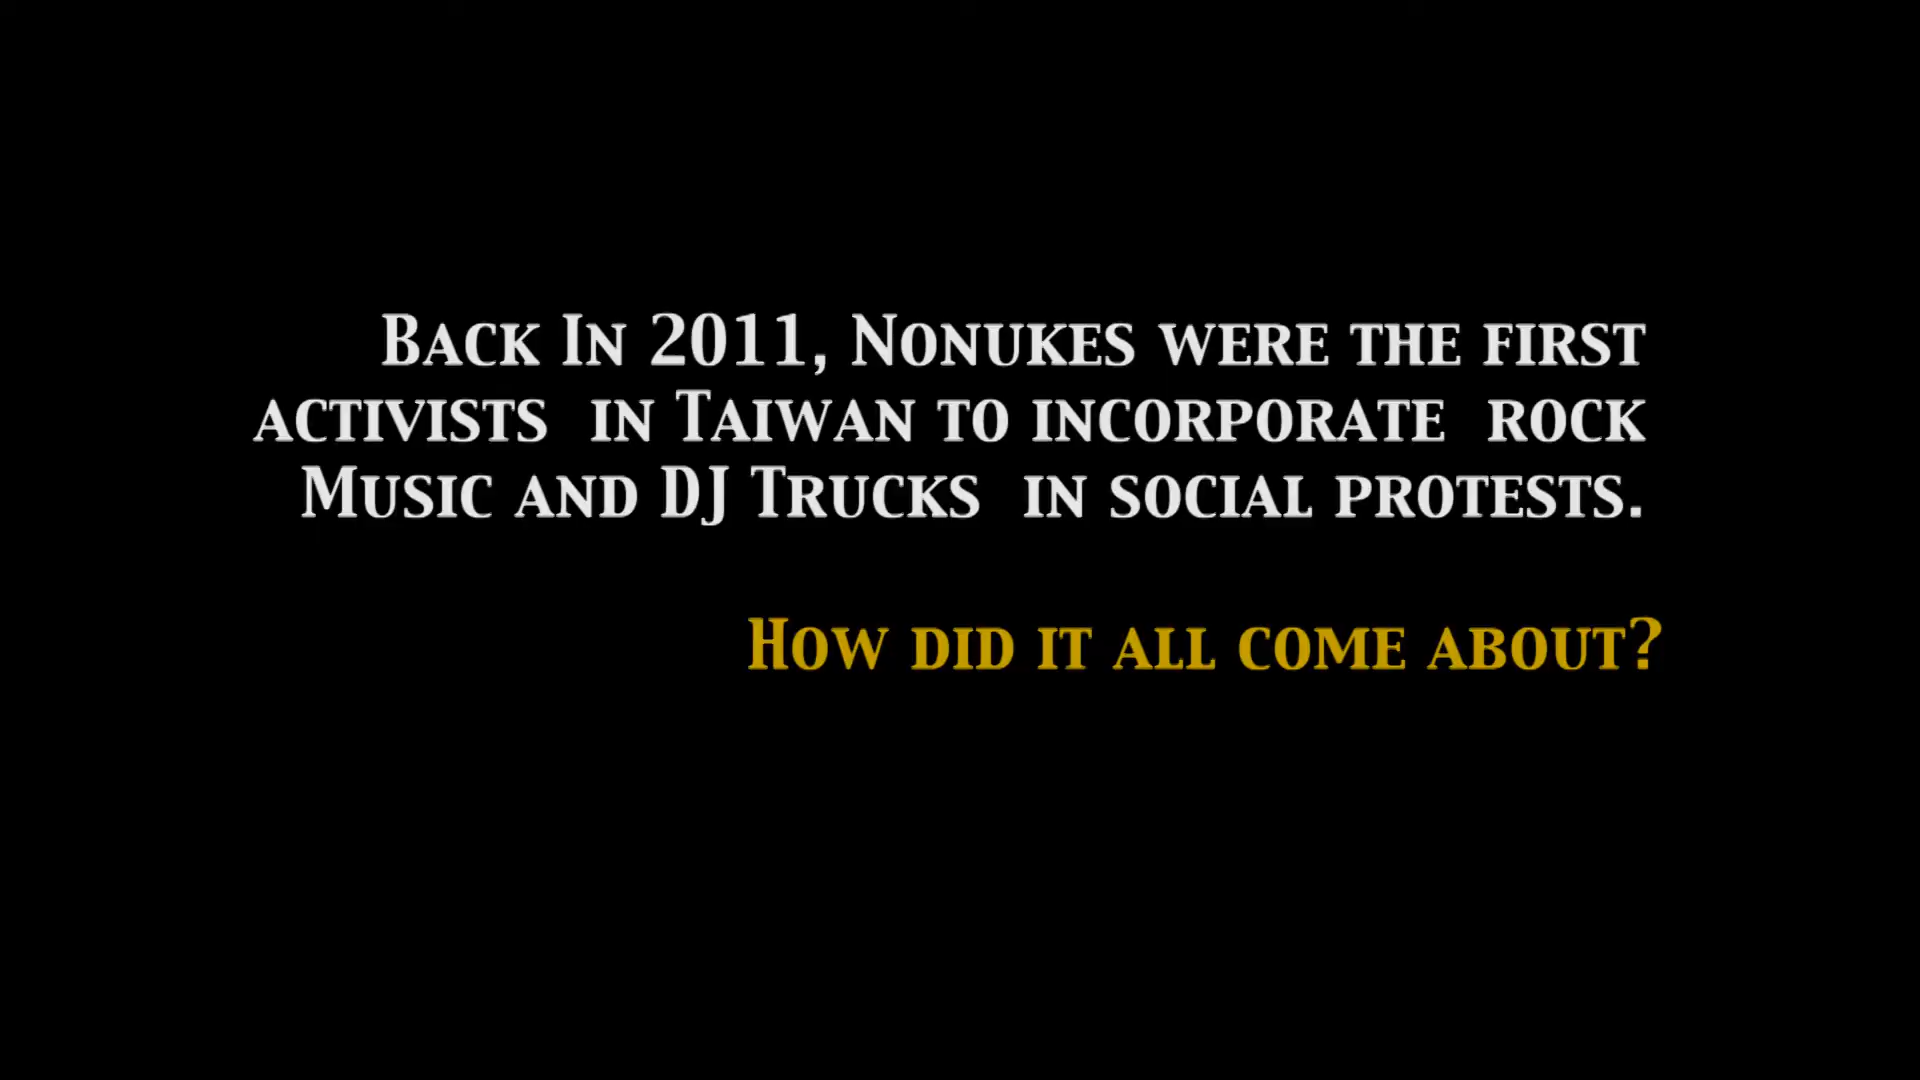 Back In 2011, Nonukes were the first
activists in Taiwan to incorporate rock
Music and DJ Trucks in social protests.
How did it all come about?